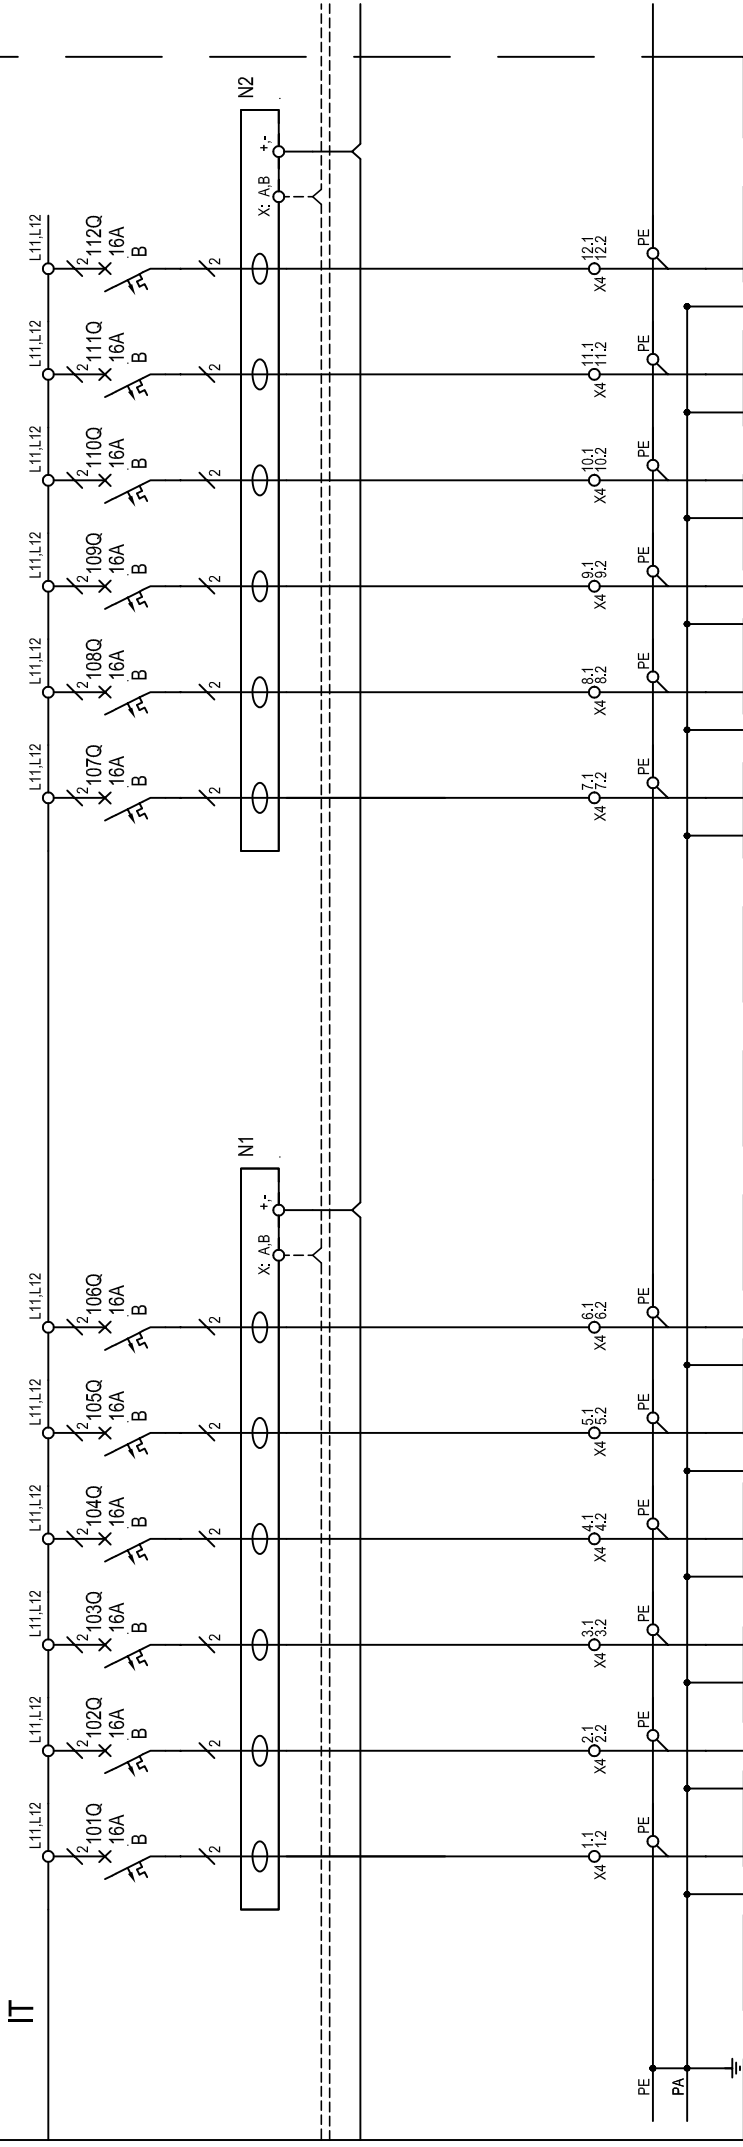 IT
L11,L12 L11,L12 L11,L12 L11,L12 L11,L12 L11,L12 L11,L12 L11,L12 L11,L12 L11,L12 L11,L12 L11,L12
2 101Q 2 102Q 2 103Q 2 104Q 2 105Q 2 106Q 2 107Q 2 108Q 2 109Q 2 110Q 2 111Q 2 112Q
16A 16A 16A 16A 16A 16A 16A 16A 16A 16A 16A 16A
B B B B B B B B B B B B
2 2 2 2 2 2 2 2 2 2 2 2
N1 N2
X: A,B +,- X: A,B +,-
1.1 2.1 3.1 4.1 5.1 6.1 7.1 8.1 9.1 10.1 11.1 12.1
X4 1.2 X4 2.2 X4 3.2 X4 4.2 X4 5.2 X4 6.2 X4 7.2 X4 8.2 X4 9.2 X4 10.2 X4 11.2 X4 12.2
PE PE PE PE PE PE PE PE PE PE PE PE PE
PA